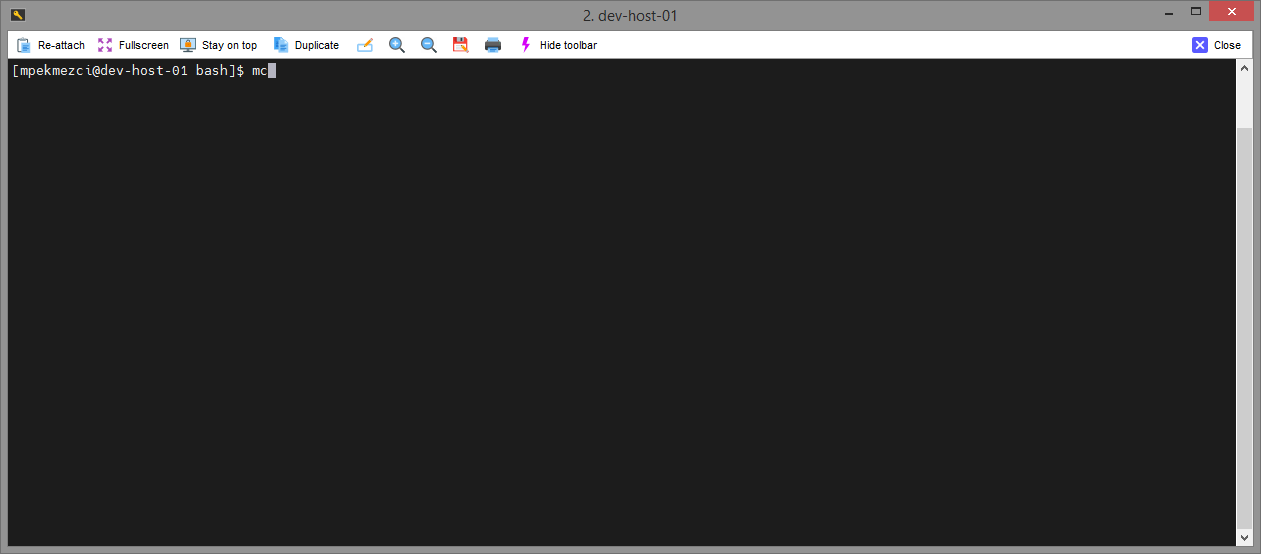 2. dev-host-01
Re-attach Fullscreen Stay on top Duplicate Hide toolbar Close
[mpekmezci@dev-host-01 bash]$ mc